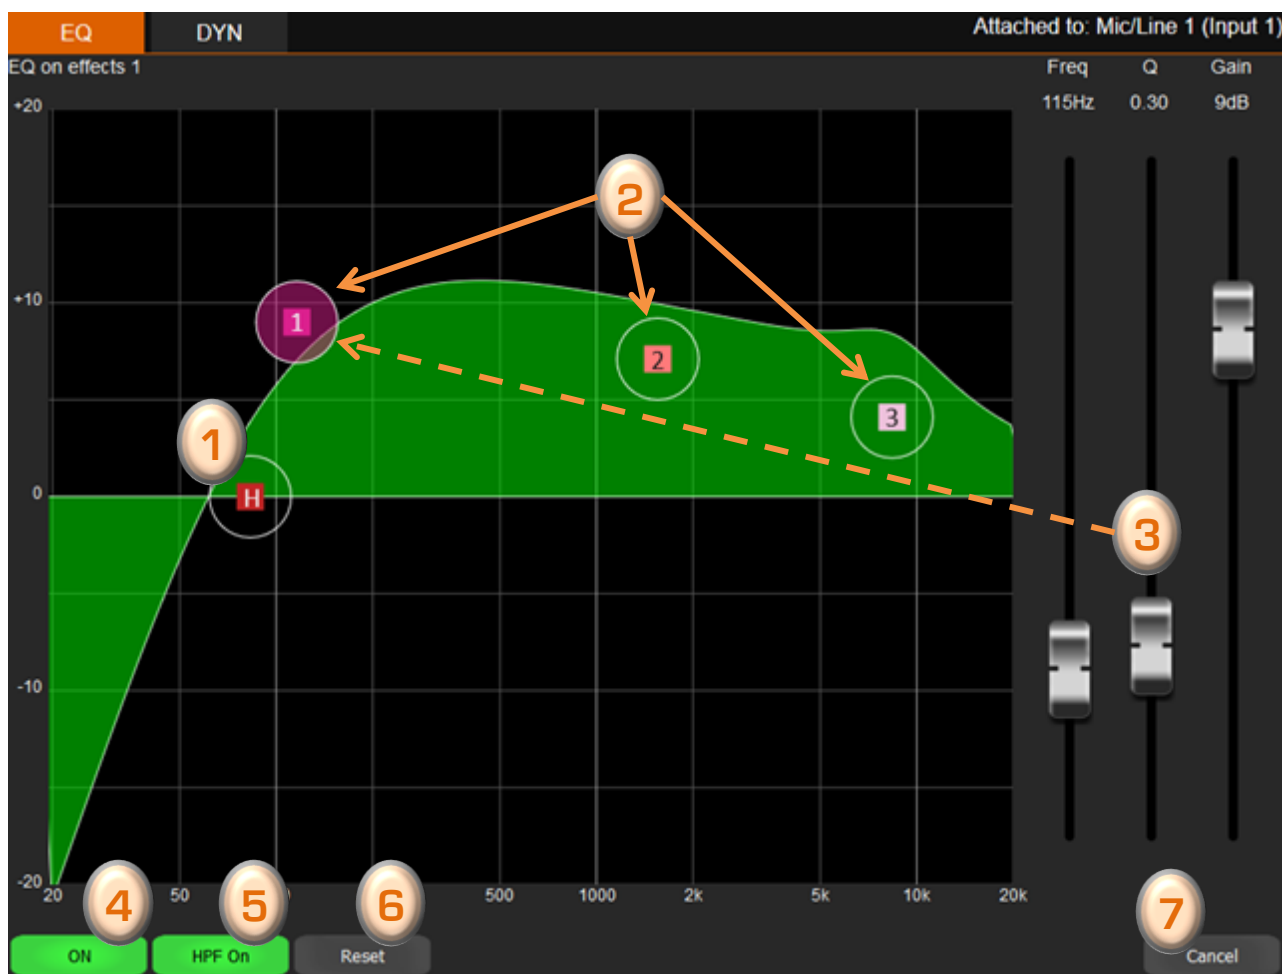 EQ DYN Attached to: Mic/Line 1 (Input 1)
EQ on effects 1 Freq Q Gain
115Hz 0.30 9dB
+20
2
+10
1
2
3
1
0
H
3
-10
-20
20 50 500 1000 2k 5k 10k 20k
4 5 6 7
ON HPF On Reset Cancel